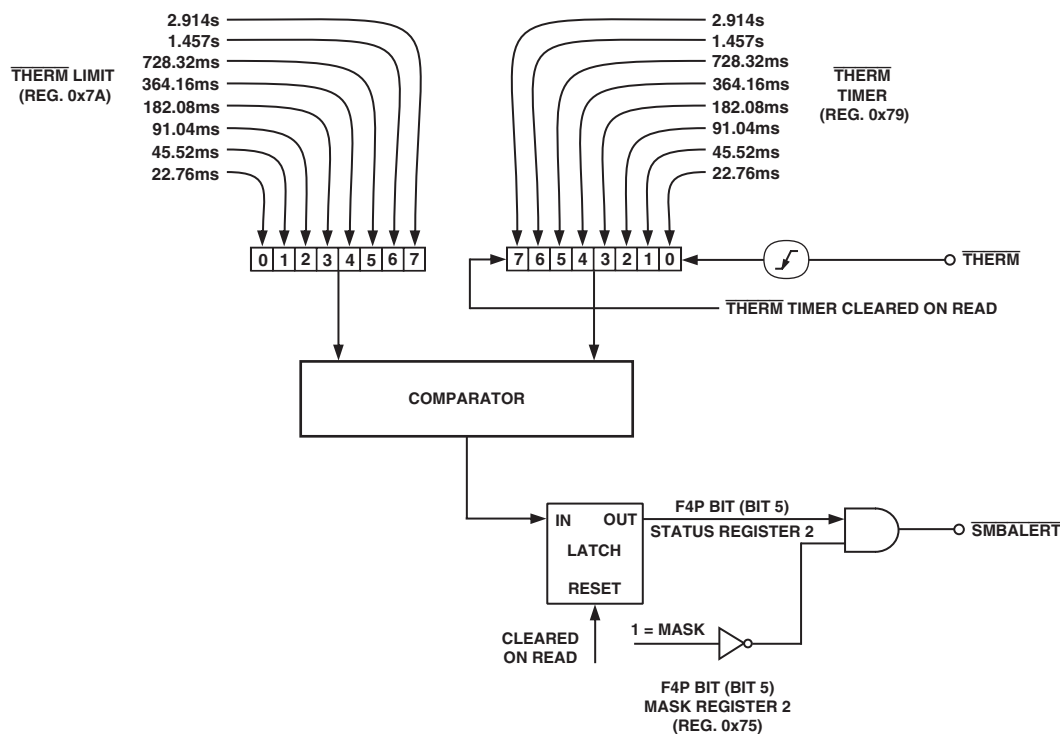 2.914s
1.457s
728.32ms
364.16ms
182.08ms
91.04ms
45.52ms
22.76ms
THERM LIMIT
(REG. 0x7A)
2.914s
1.457s
728.32ms
364.16ms
182.08ms
91.04ms
45.52ms
22.76ms
THERM
TIMER
(REG. 0x79)
0 1 2 3 4 5 6 7
7 6 5 4 3 2 1 0
THERM
THERM TIMER CLEARED ON READ
COMPARATOR
IN OUT
LATCH
RESET
F4P BIT (BIT 5)
STATUS REGISTER 2
SMBALERT
CLEARED
ON READ
1 = MASK
F4P BIT (BIT 5)
MASK REGISTER 2
(REG. 0x75)